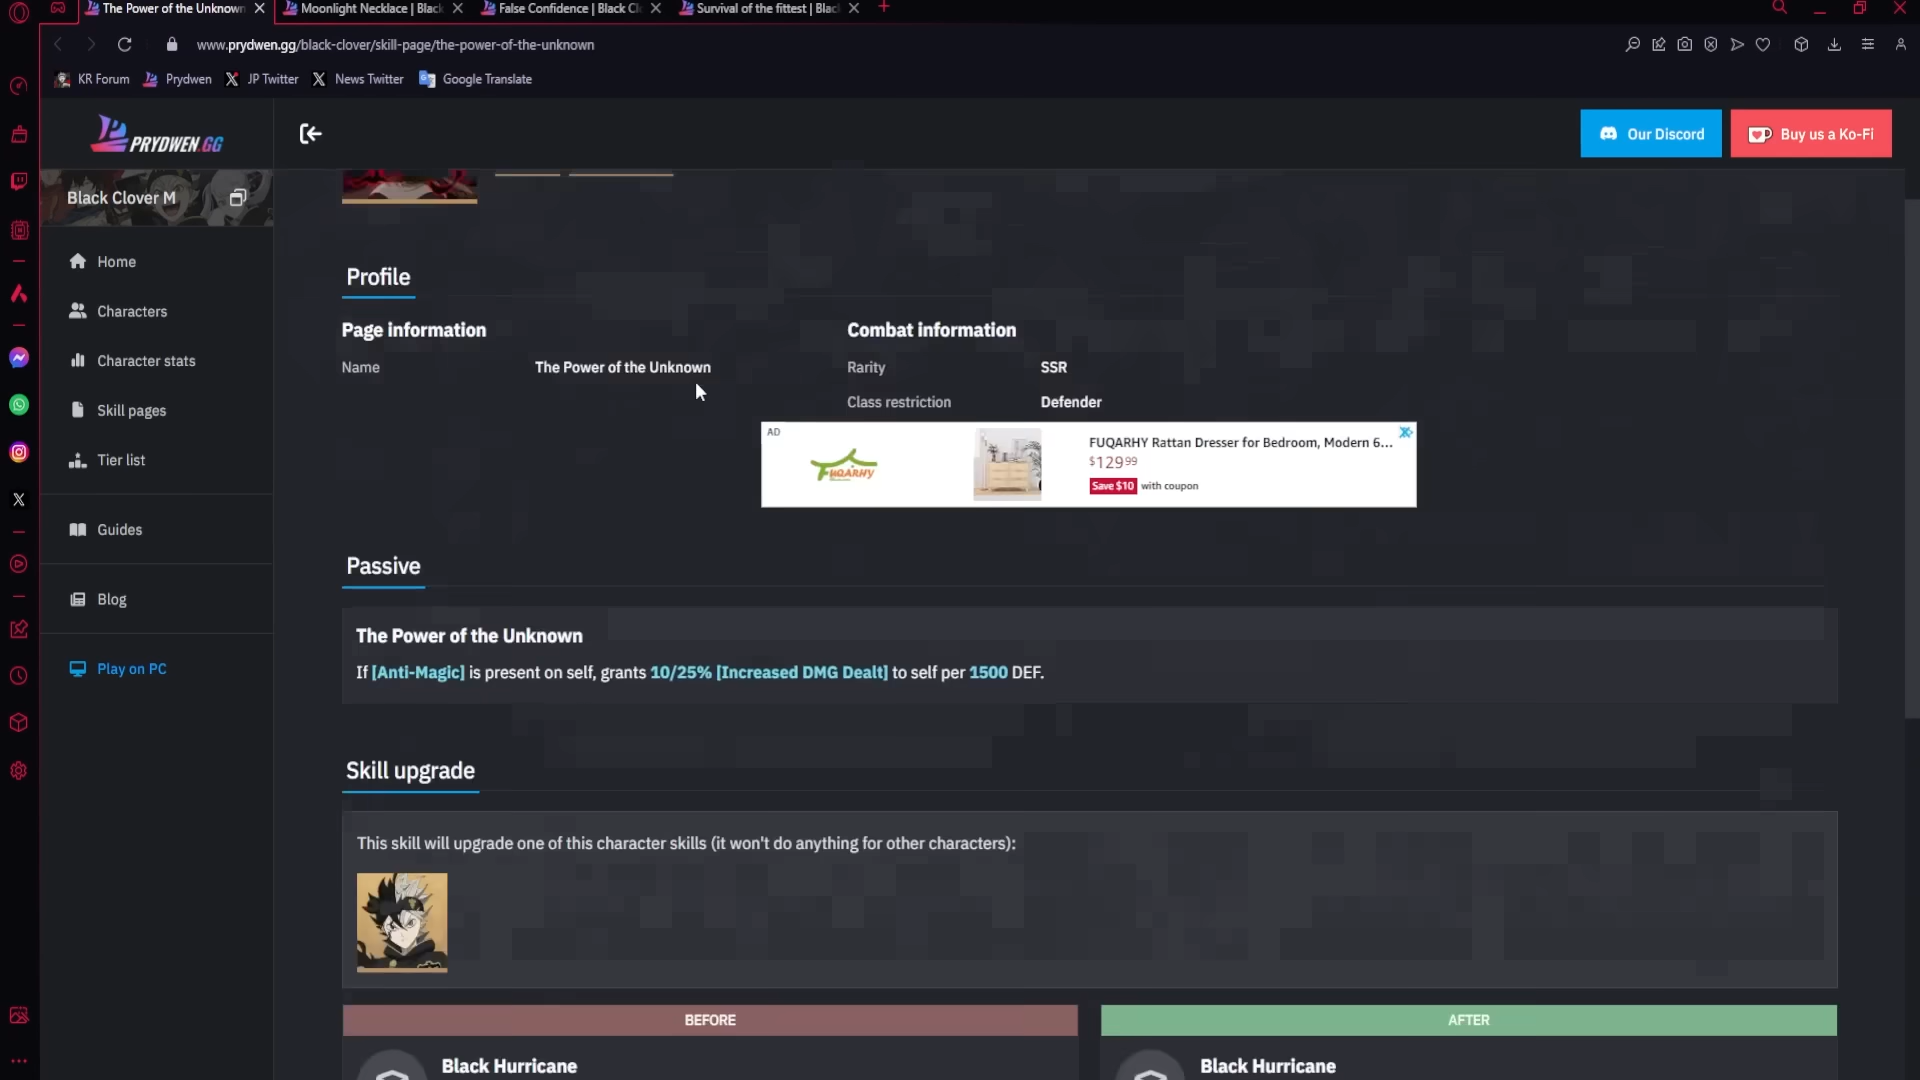 The Power of the Unknown
Moonlight Necklace | Black
False Confidence | Black Cl
Survival of the fittest | Blac
www.prydwen.gg/black-clover/skill-page/the-power-of-the-unknown
KR Forum
Prydwen
JP Twitter
News Twitter
Google Translate
PRYDWEN.GG
Our Discord
Buy us a Ko-Fi
Black Clover M
Home
Characters
Character stats
Skill pages
Tier list
Guides
Blog
Play on PC
Profile
Page information
Name
The Power of the Unknown
Combat information
Rarity
SSR
Class restriction
Defender
AD
FUQARHY
FUQARHY Rattan Dresser for Bedroom, Modern 6...
$129.99
Save $10 with coupon
Passive
The Power of the Unknown
If [Anti-Magic] is present on self, grants 10/25% [Increased DMG Dealt] to self per 1500 DEF.
Skill upgrade
This skill will upgrade one of this character skills (it won't do anything for other characters):
BEFORE
Black Hurricane
AFTER
Black Hurricane